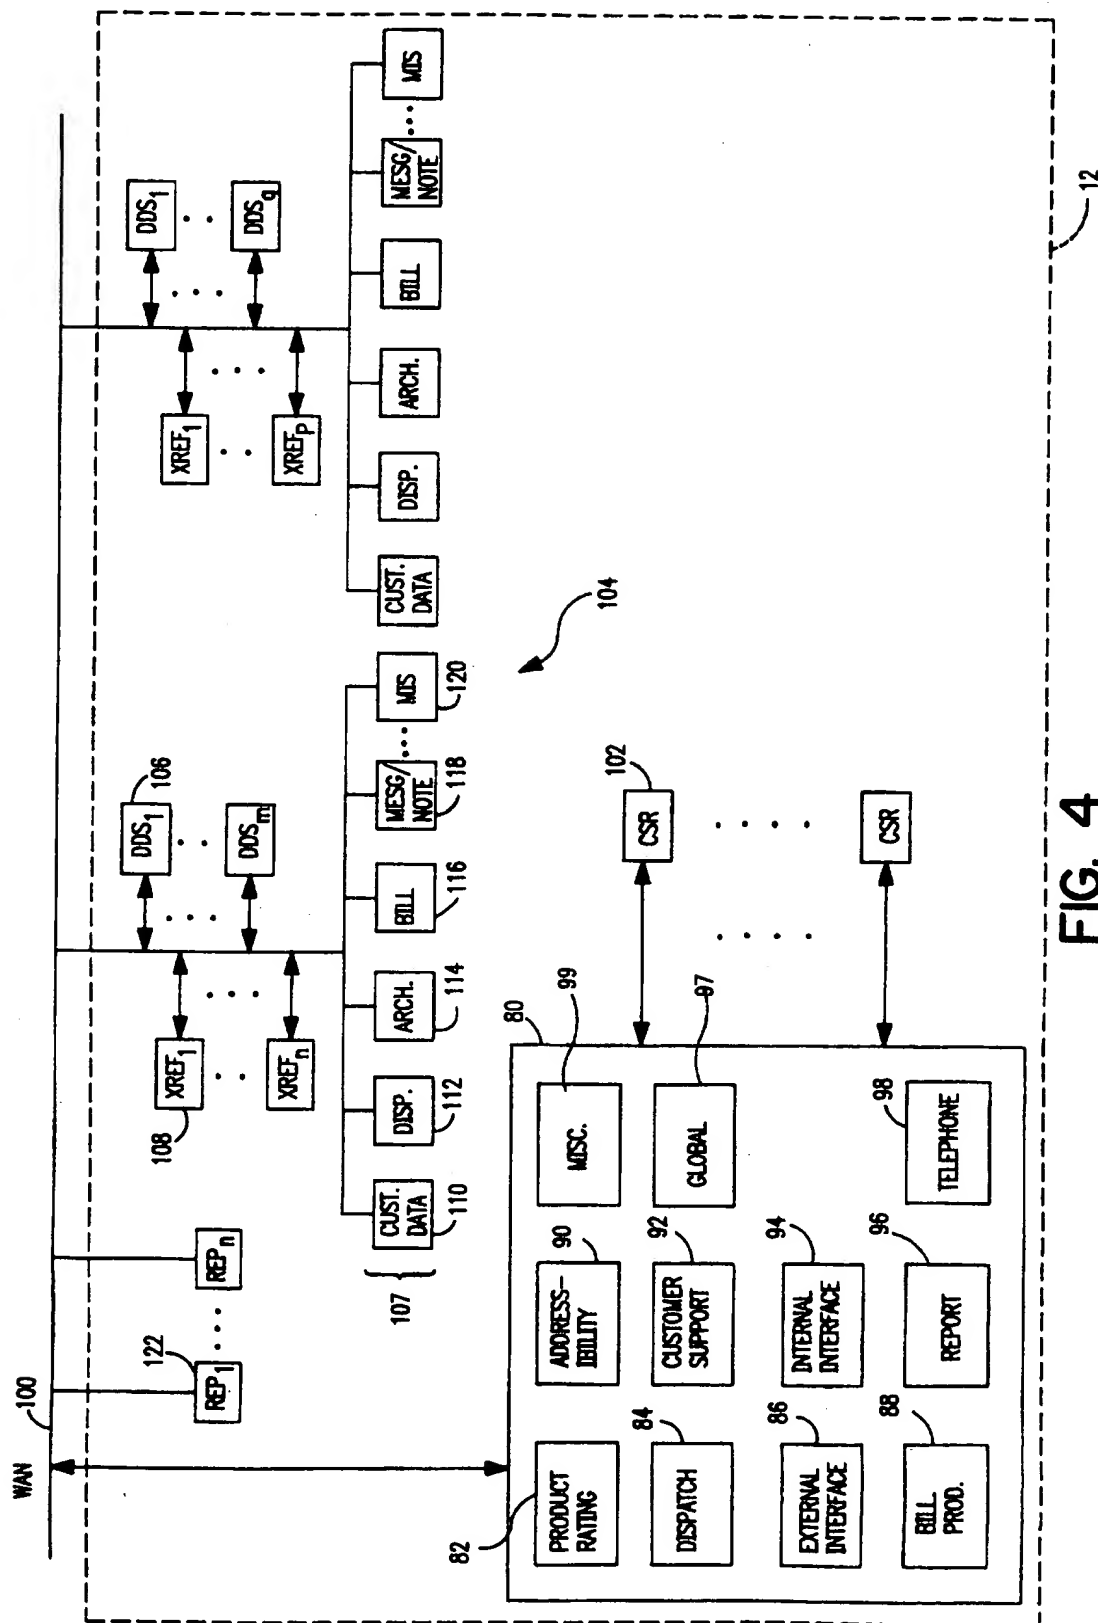 WAN
100
122
REP1
. . .
REPn
108
XREF1
. .
XREFn
. . .
. . .
DDS1
106
. .
DDSm
XREF1
. .
XREFp
. . .
. . .
DDS1
. .
DDSq
107
CUST.
DATA
110
DISP.
112
ARCH.
114
BILL
116
MESG/
NOTE
118
...
MIS
120
CUST.
DATA
DISP.
ARCH.
BILL
MESG/
NOTE
...
MIS
104
80
PRODUCT
RATING
82
ADDRESS-
IBILITY
90
MISC.
99
DISPATCH
84
CUSTOMER
SUPPORT
92
GLOBAL
97
EXTERNAL
INTERFACE
86
INTERNAL
INTERFACE
94
BILL
PROD.
88
REPORT
96
TELEPHONE
98
CSR
102
. . . .
. . . .
CSR
12
FIG. 4